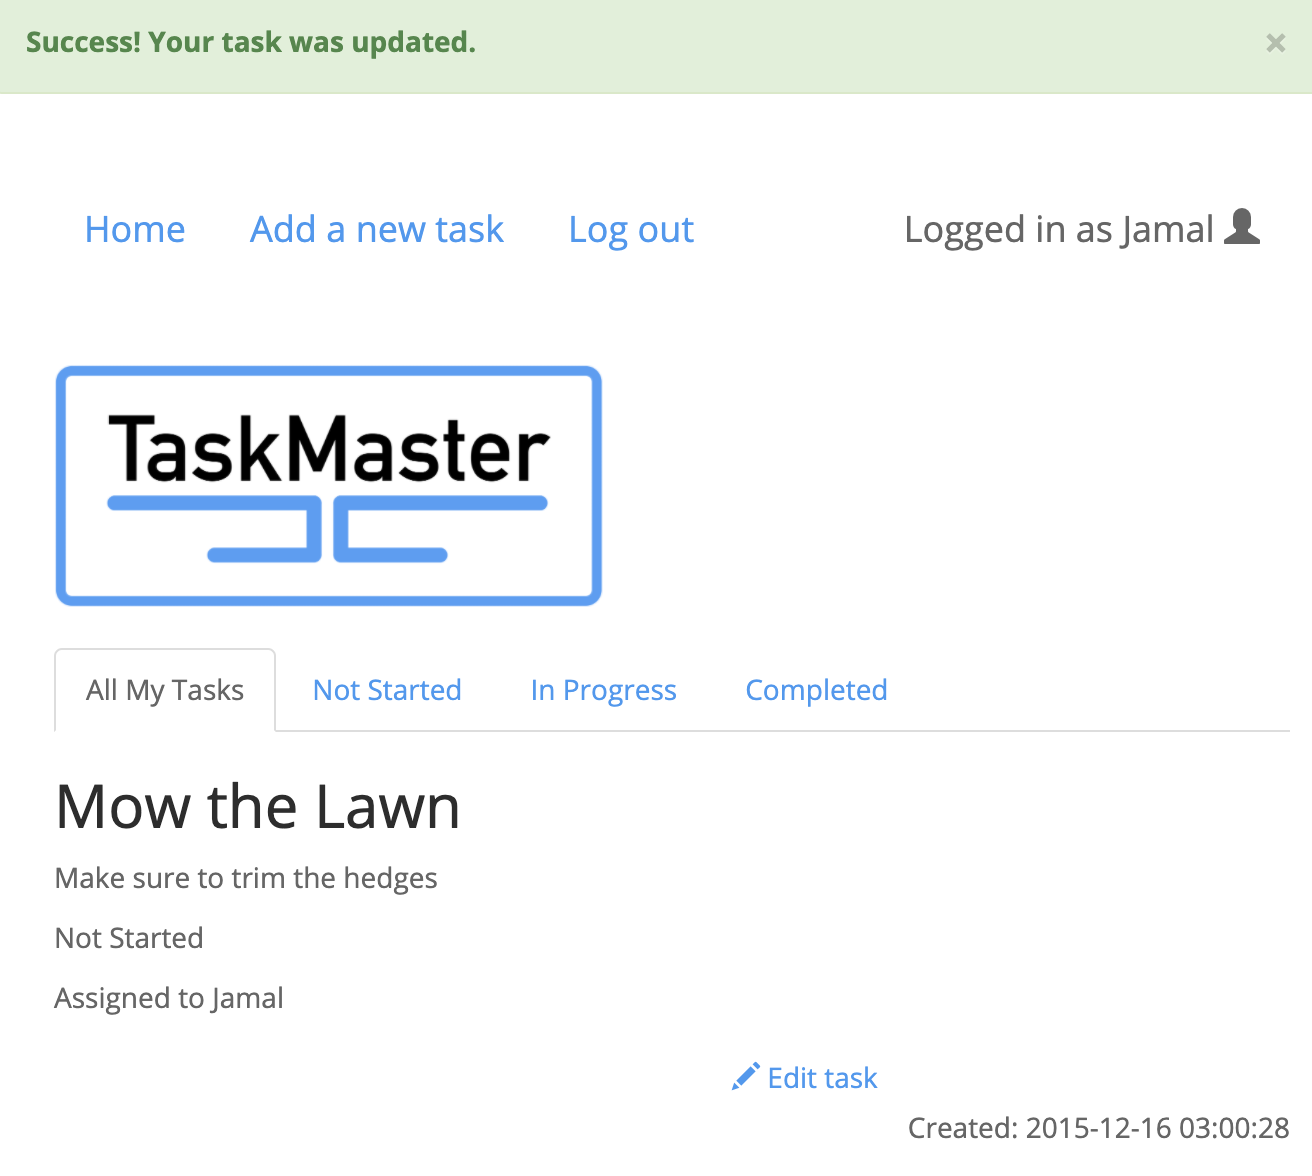 Success! Your task was updated.
×
Home Add a new task Log out Logged in as Jamal
TaskMaster
All My Tasks Not Started In Progress Completed
Mow the Lawn
Make sure to trim the hedges
Not Started
Assigned to Jamal
Edit task
Created: 2015-12-16 03:00:28